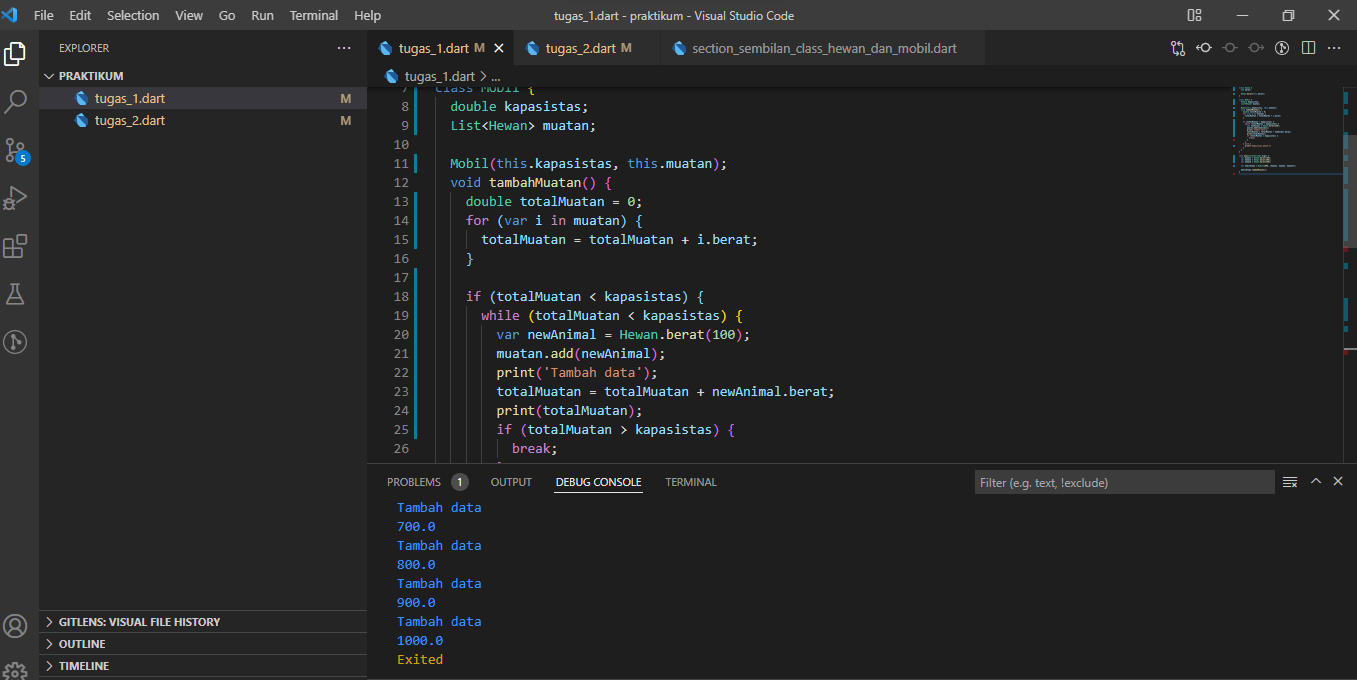 File Edit Selection View Go Run Terminal Help
tugas_1.dart - praktikum - Visual Studio Code
EXPLORER
PRAKTIKUM
tugas_1.dart M
tugas_2.dart M
5
GITLENS: VISUAL FILE HISTORY
OUTLINE
TIMELINE
tugas_1.dart M tugas_2.dart M section_sembilan_class_hewan_dan_mobil.dart
tugas_1.dart > ...
7 class Mobil {
8 double kapasistas;
9 List<Hewan> muatan;
10
11 Mobil(this.kapasistas, this.muatan);
12 void tambahMuatan() {
13 double totalMuatan = 0;
14 for (var i in muatan) {
15 totalMuatan = totalMuatan + i.berat;
16 }
17
18 if (totalMuatan < kapasistas) {
19 while (totalMuatan < kapasistas) {
20 var newAnimal = Hewan.berat(100);
21 muatan.add(newAnimal);
22 print('Tambah data');
23 totalMuatan = totalMuatan + newAnimal.berat;
24 print(totalMuatan);
25 if (totalMuatan > kapasistas) {
26 break;
PROBLEMS 1 OUTPUT DEBUG CONSOLE TERMINAL
Filter (e.g. text, !exclude)
Tambah data
700.0
Tambah data
800.0
Tambah data
900.0
Tambah data
1000.0
Exited